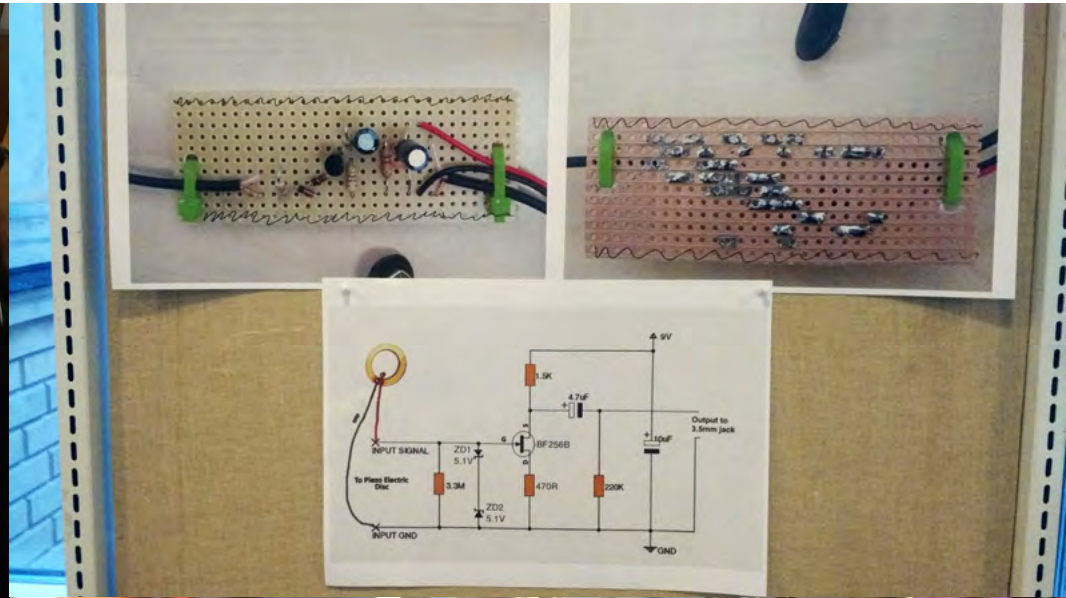 9V
1.5K
4.7uF
+
Output to
3.5mm jack
S
+
10uF
G
BF256B
ZD1
5.1V
INPUT SIGNAL
D
To Piezo Electric
Disc
3.3M
470R
220K
ZD2
5.1V
INPUT GND
GND